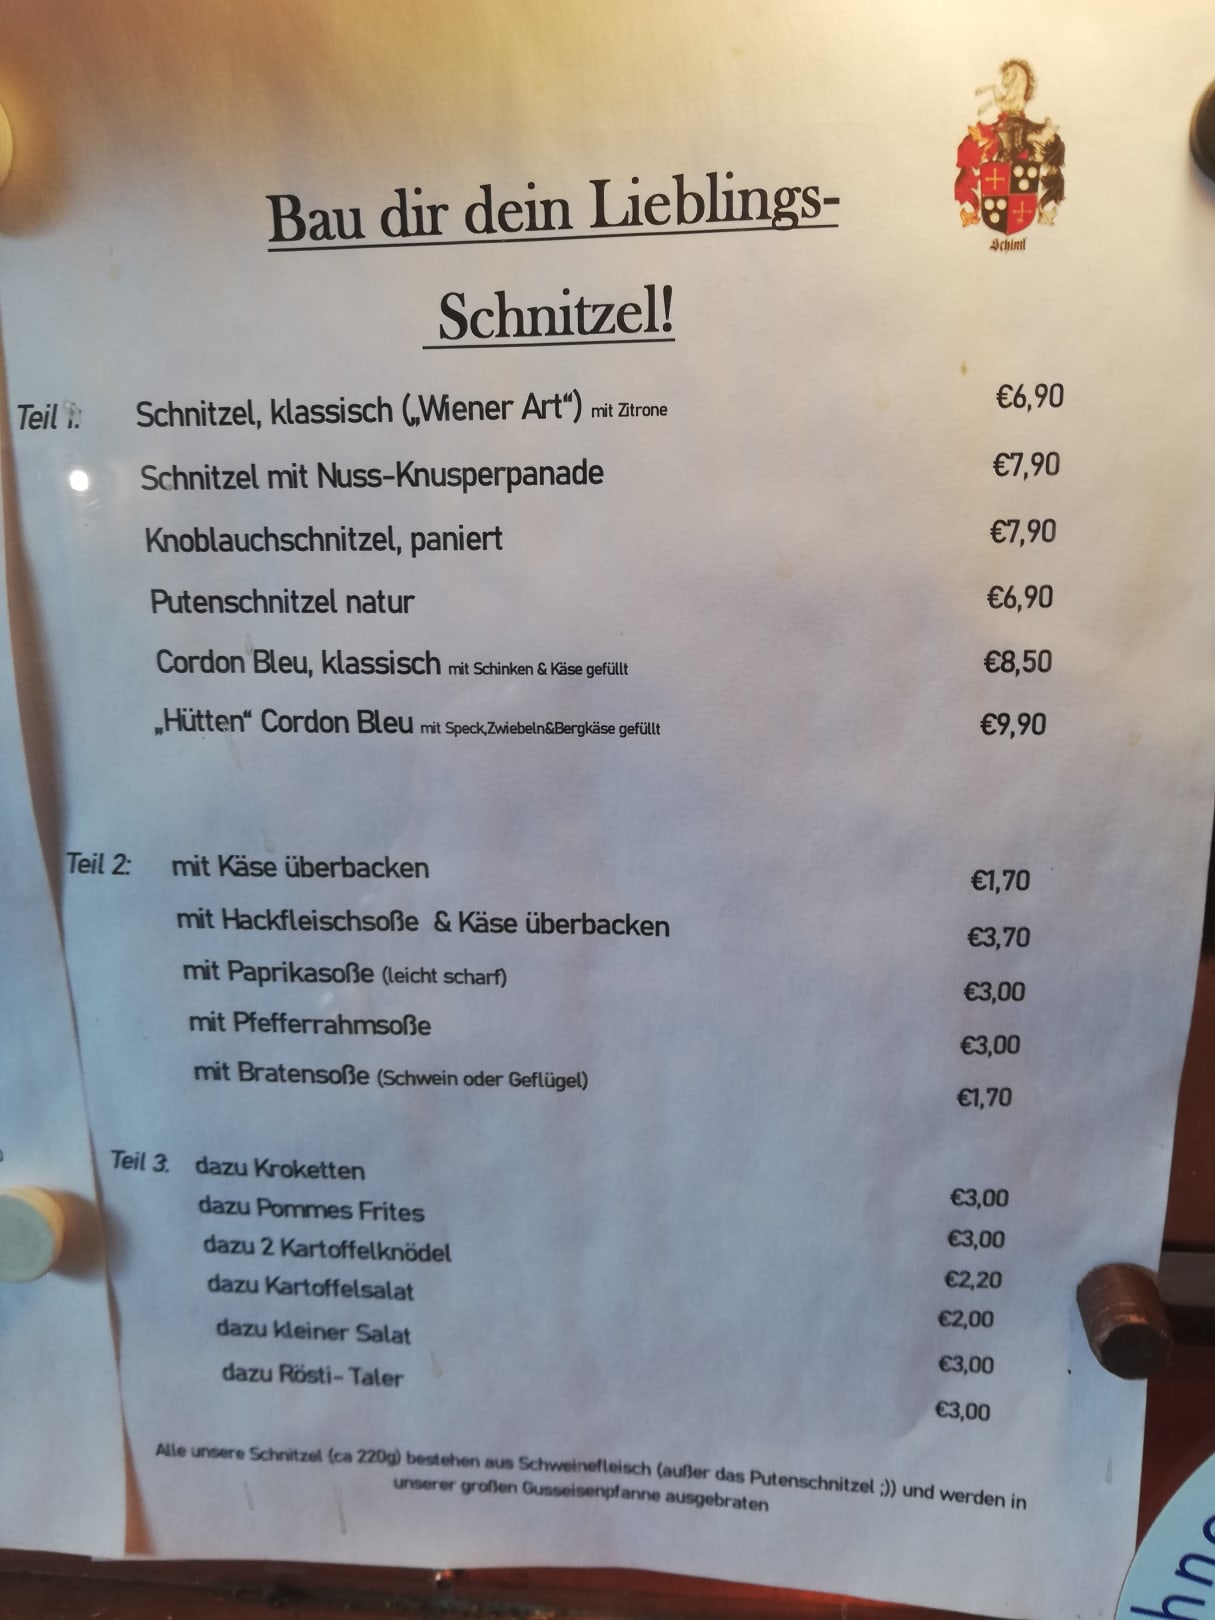 Schiml
Bau dir dein Lieblings-
Schnitzel!
Teil 1: Schnitzel, klassisch („Wiener Art“) mit Zitrone €6,90
Schnitzel mit Nuss-Knusperpanade €7,90
Knoblauchschnitzel, paniert €7,90
Putenschnitzel natur €6,90
Cordon Bleu, klassisch mit Schinken & Käse gefüllt €8,50
„Hütten“ Cordon Bleu mit Speck,Zwiebeln&Bergkäse gefüllt €9,90
Teil 2: mit Käse überbacken €1,70
mit Hackfleischsoße & Käse überbacken €3,70
mit Paprikasoße (leicht scharf) €3,00
mit Pfefferrahmsoße €3,00
mit Bratensoße (Schwein oder Geflügel) €1,70
Teil 3: dazu Kroketten €3,00
dazu Pommes Frites €3,00
dazu 2 Kartoffelknödel €2,20
dazu Kartoffelsalat €2,00
dazu kleiner Salat €3,00
dazu Rösti- Taler €3,00
Alle unsere Schnitzel (ca 220g) bestehen aus Schweinefleisch (außer das Putenschnitzel ;)) und werden in
unserer großen Gusseisenpfanne ausgebraten